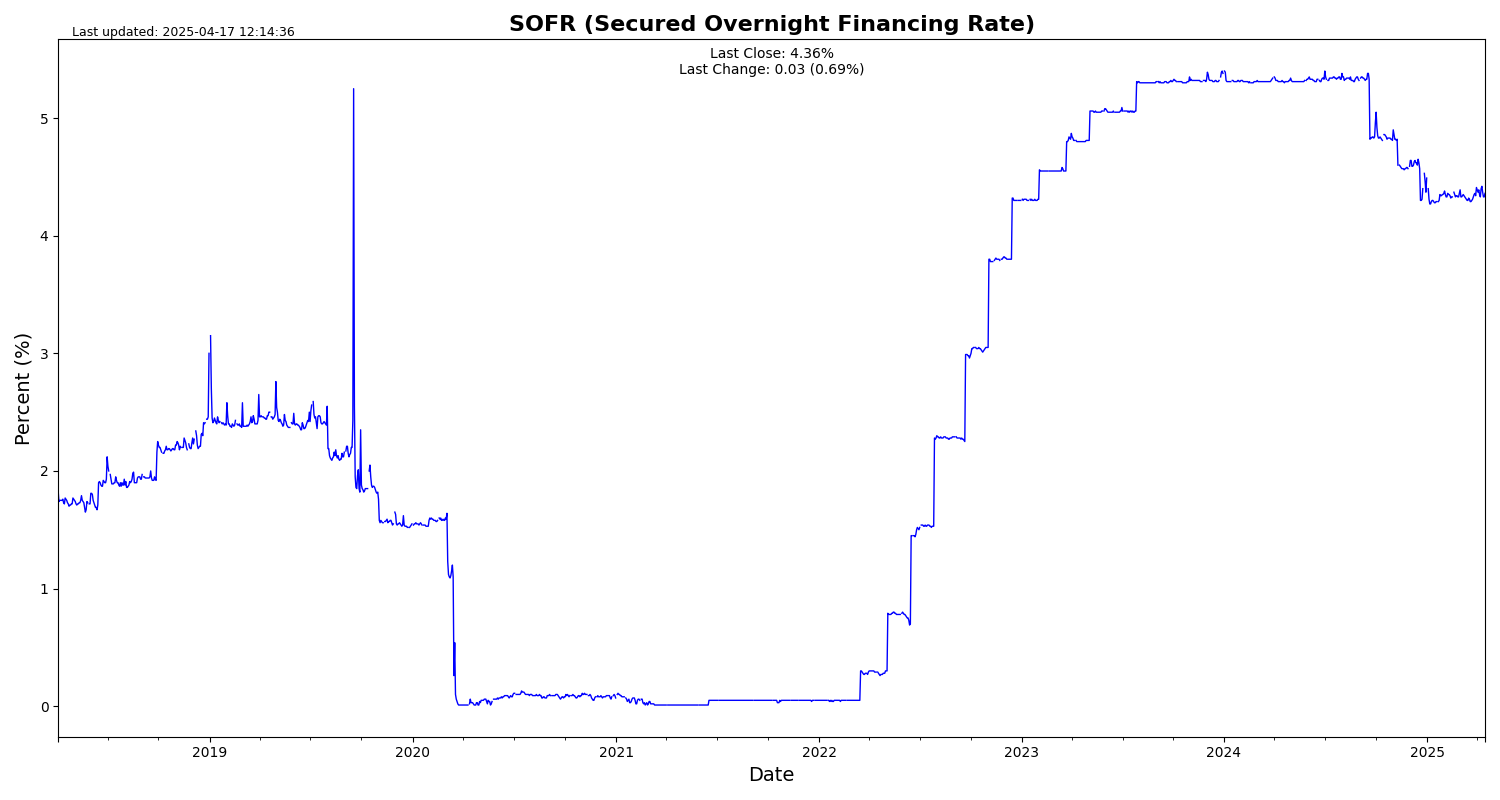 SOFR (Secured Overnight Financing Rate)
Last updated: 2025-04-17 12:14:36
Last Close: 4.36%
Last Change: 0.03 (0.69%)
Percent (%)
5
4
3
2
1
0
2019 2020 2021 2022 2023 2024 2025
Date